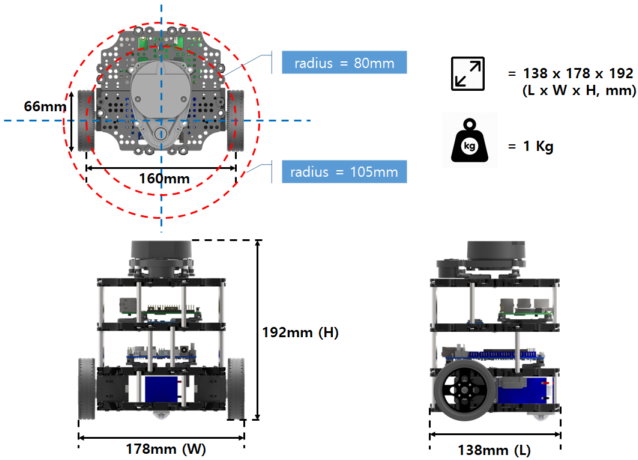 radius = 80mm
66mm
160mm
radius = 105mm
= 138 x 178 x 192
(L x W x H, mm)
kg
= 1 Kg
192mm (H)
178mm (W)
138mm (L)